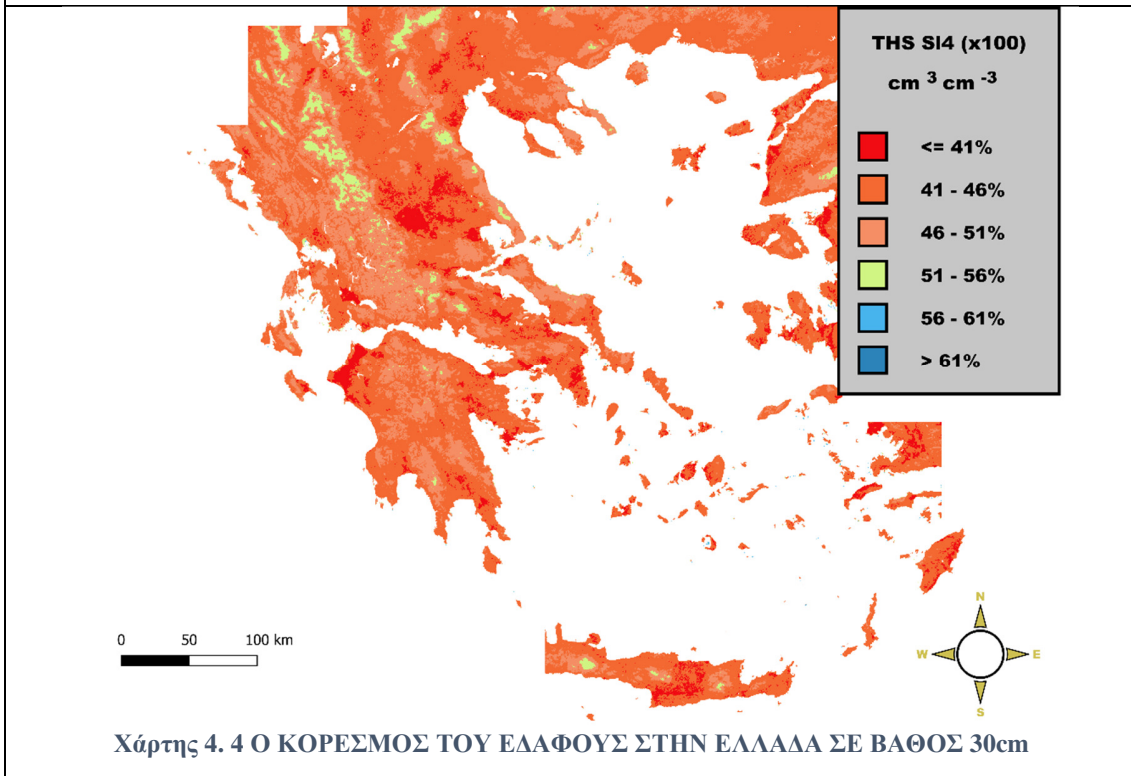 THS Sl4 (x100)
cm 3 cm -3
<= 41%
41 - 46%
46 - 51%
51 - 56%
56 - 61%
> 61%
0 50 100 km
N
W E
S
Χάρτης 4. 4 Ο ΚΟΡΕΣΜΟΣ ΤΟΥ ΕΔΑΦΟΥΣ ΣΤΗΝ ΕΛΛΑΔΑ ΣΕ ΒΑΘΟΣ 30cm